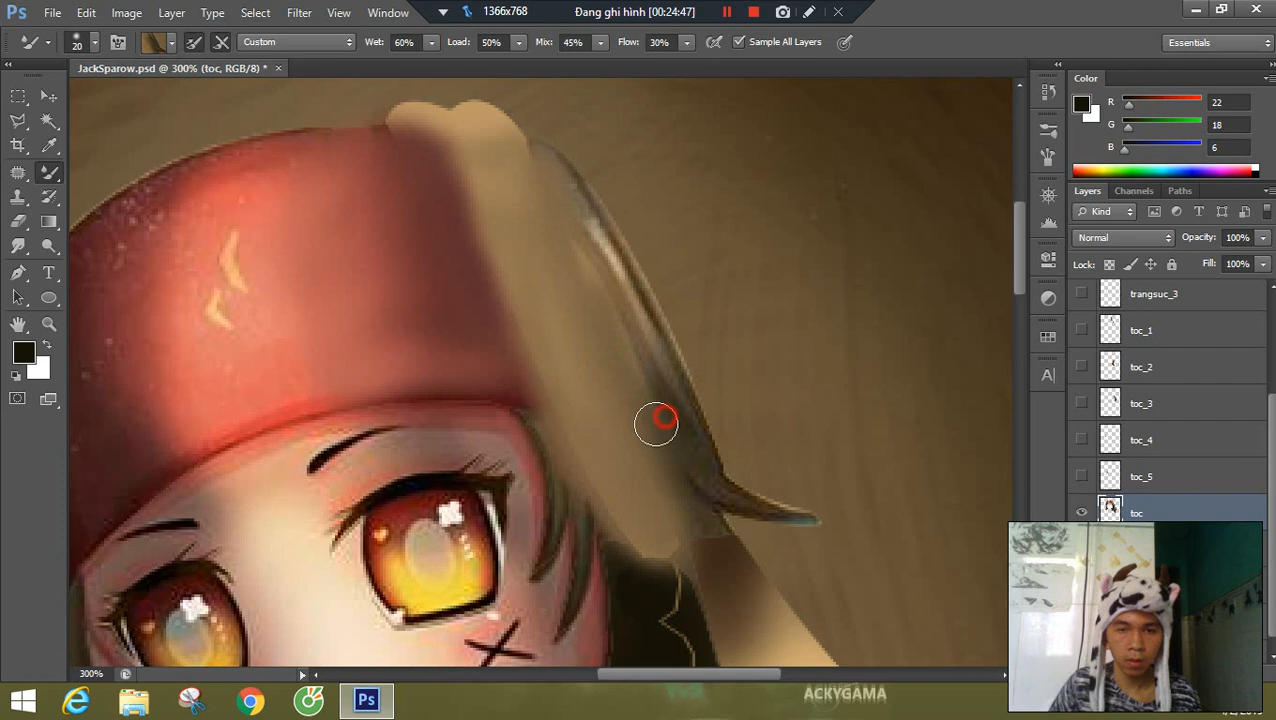 Ps File Edit Image Layer Type Select Filter View Window 1366x768 Đang ghi hình [00:24:47]
20 Custom Wet: 60% Load: 50% Mix: 45% Flow: 30% Sample All Layers Essentials
JackSparow.psd @ 300% (toc, RGB/8) *
Color
R 22
G 18
B 6
Layers Channels Paths
Kind
Normal Opacity: 100%
Lock: Fill: 100%
trangsuc_3
toc_1
toc_2
toc_3
toc_4
toc_5
toc
300%
Ps
ACKYGAMA